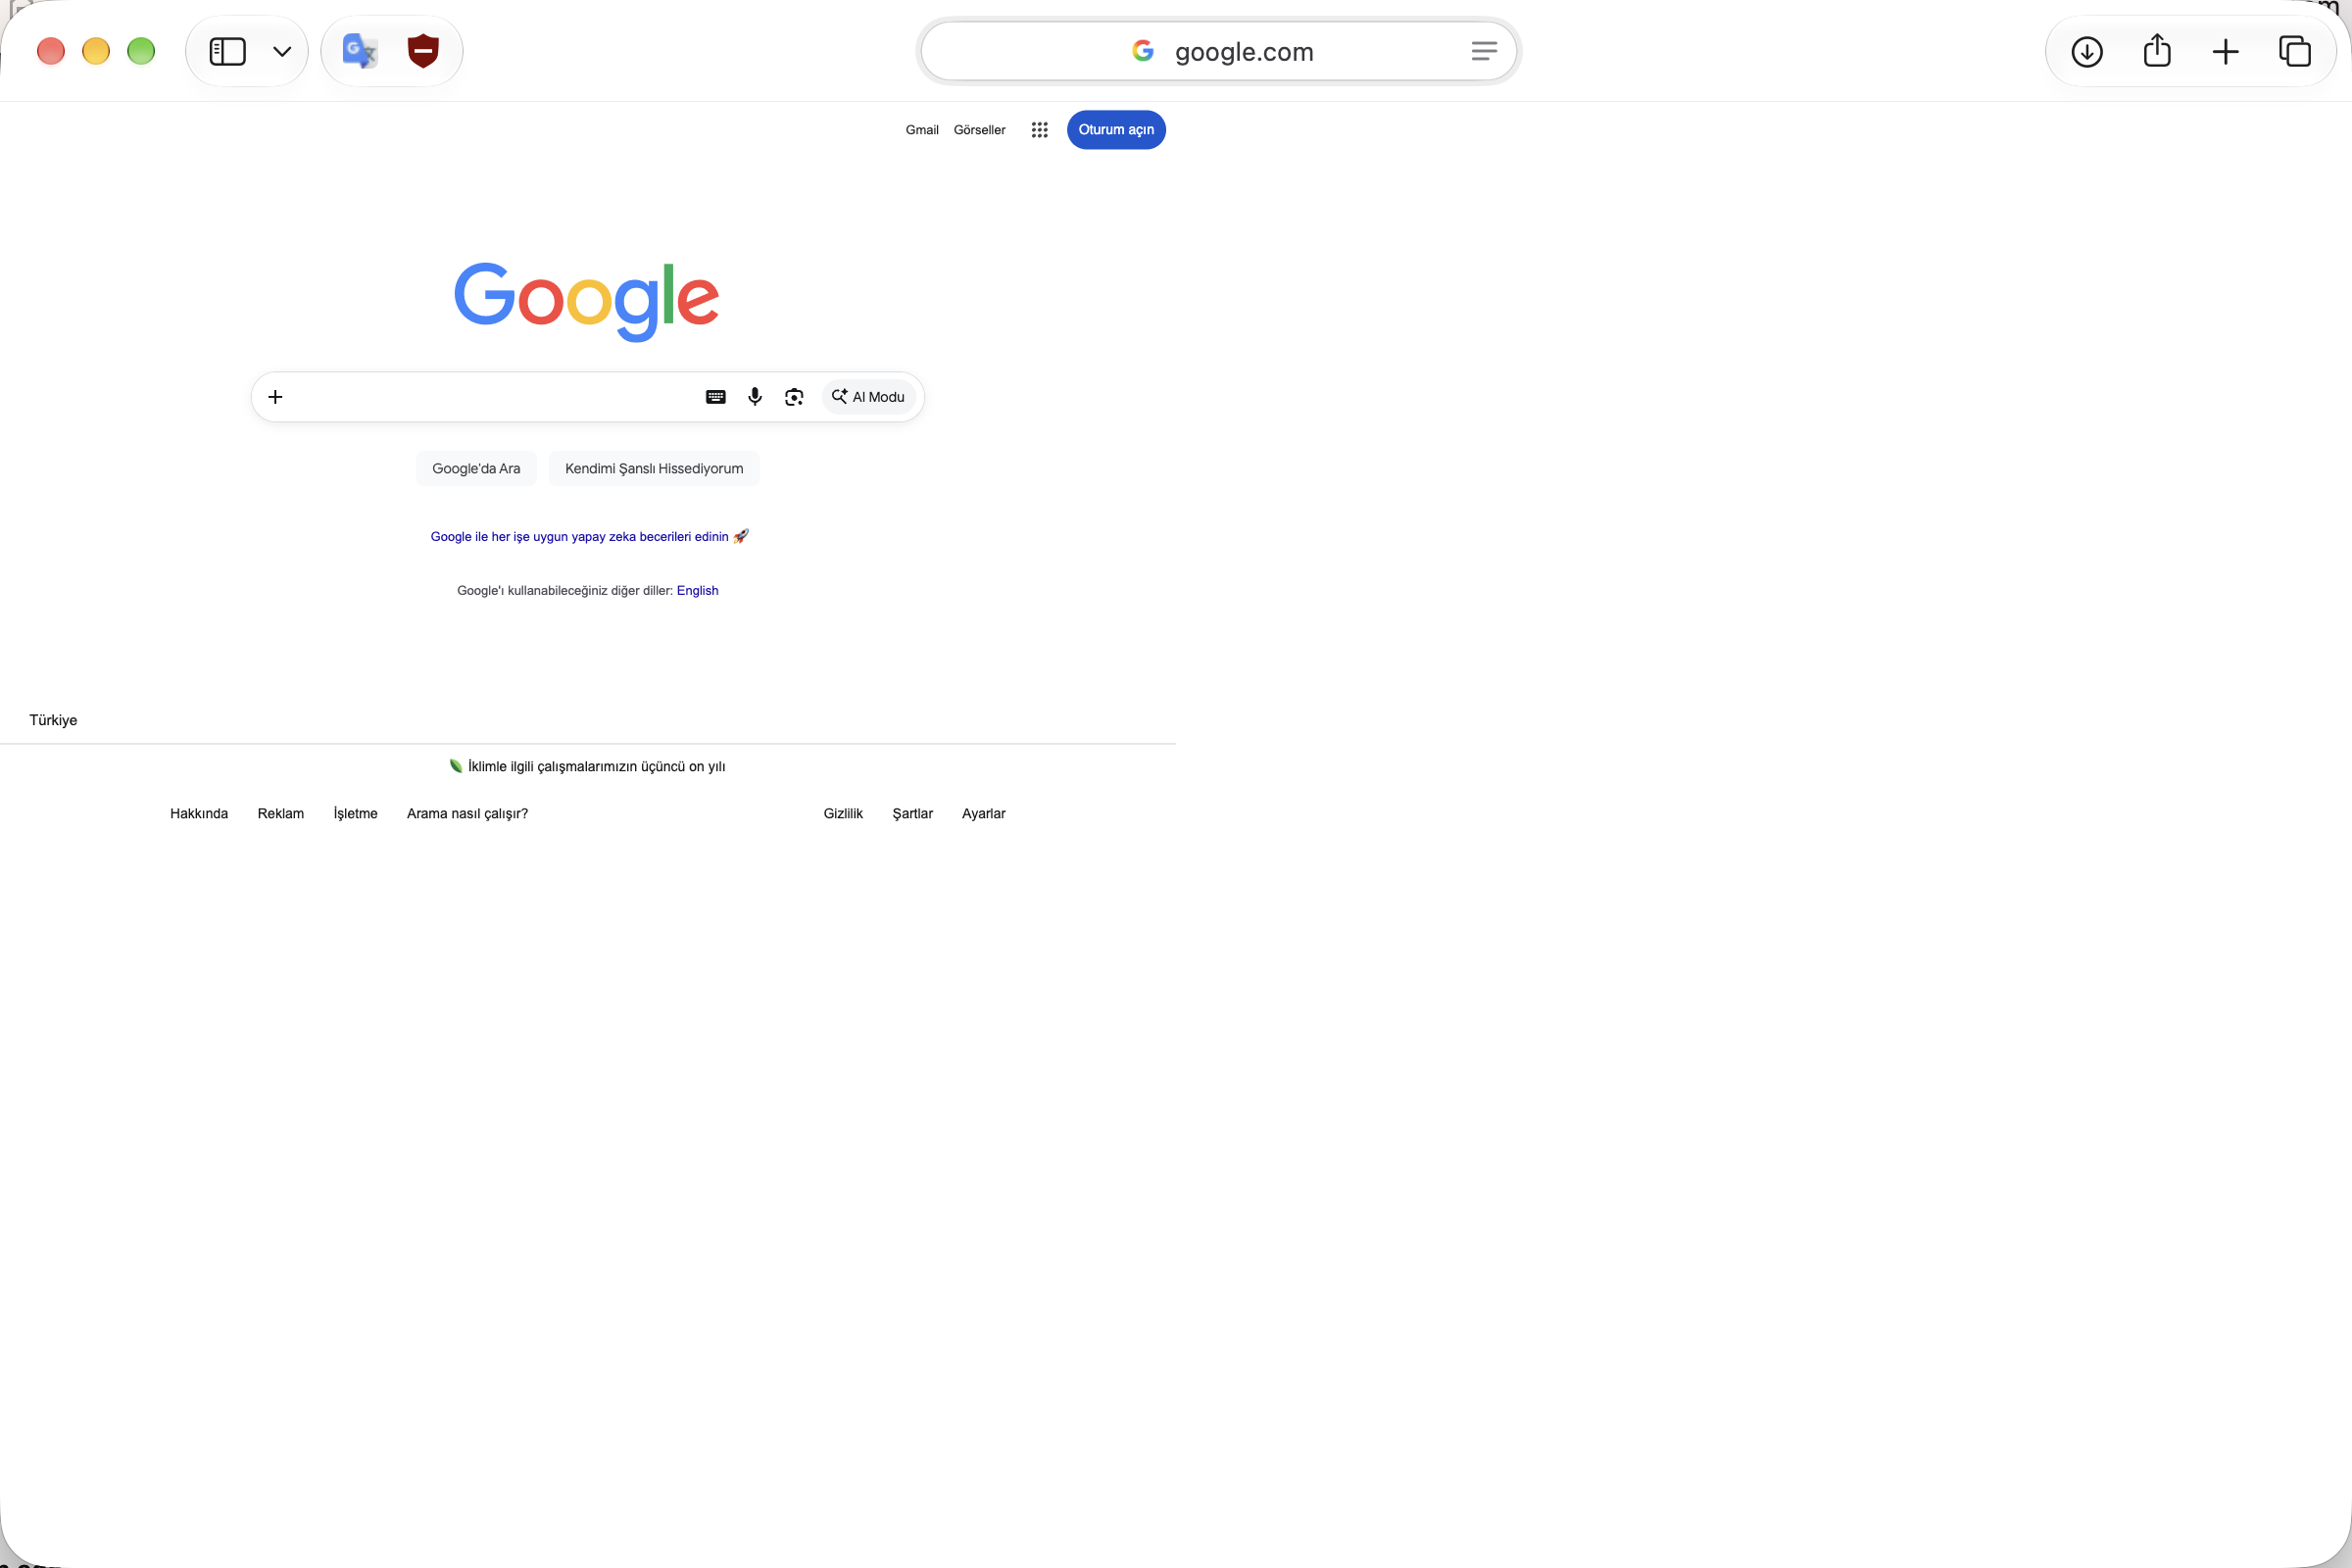 google.com
Gmail Görseller Oturum açın
Google
AI Modu
Google'da Ara Kendimi Şanslı Hissediyorum
Google ile her işe uygun yapay zeka becerileri edinin 🚀
Google'ı kullanabileceğiniz diğer diller: English
Türkiye
İklimle ilgili çalışmalarımızın üçüncü on yılı
Hakkında Reklam İşletme Arama nasıl çalışır? Gizlilik Şartlar Ayarlar